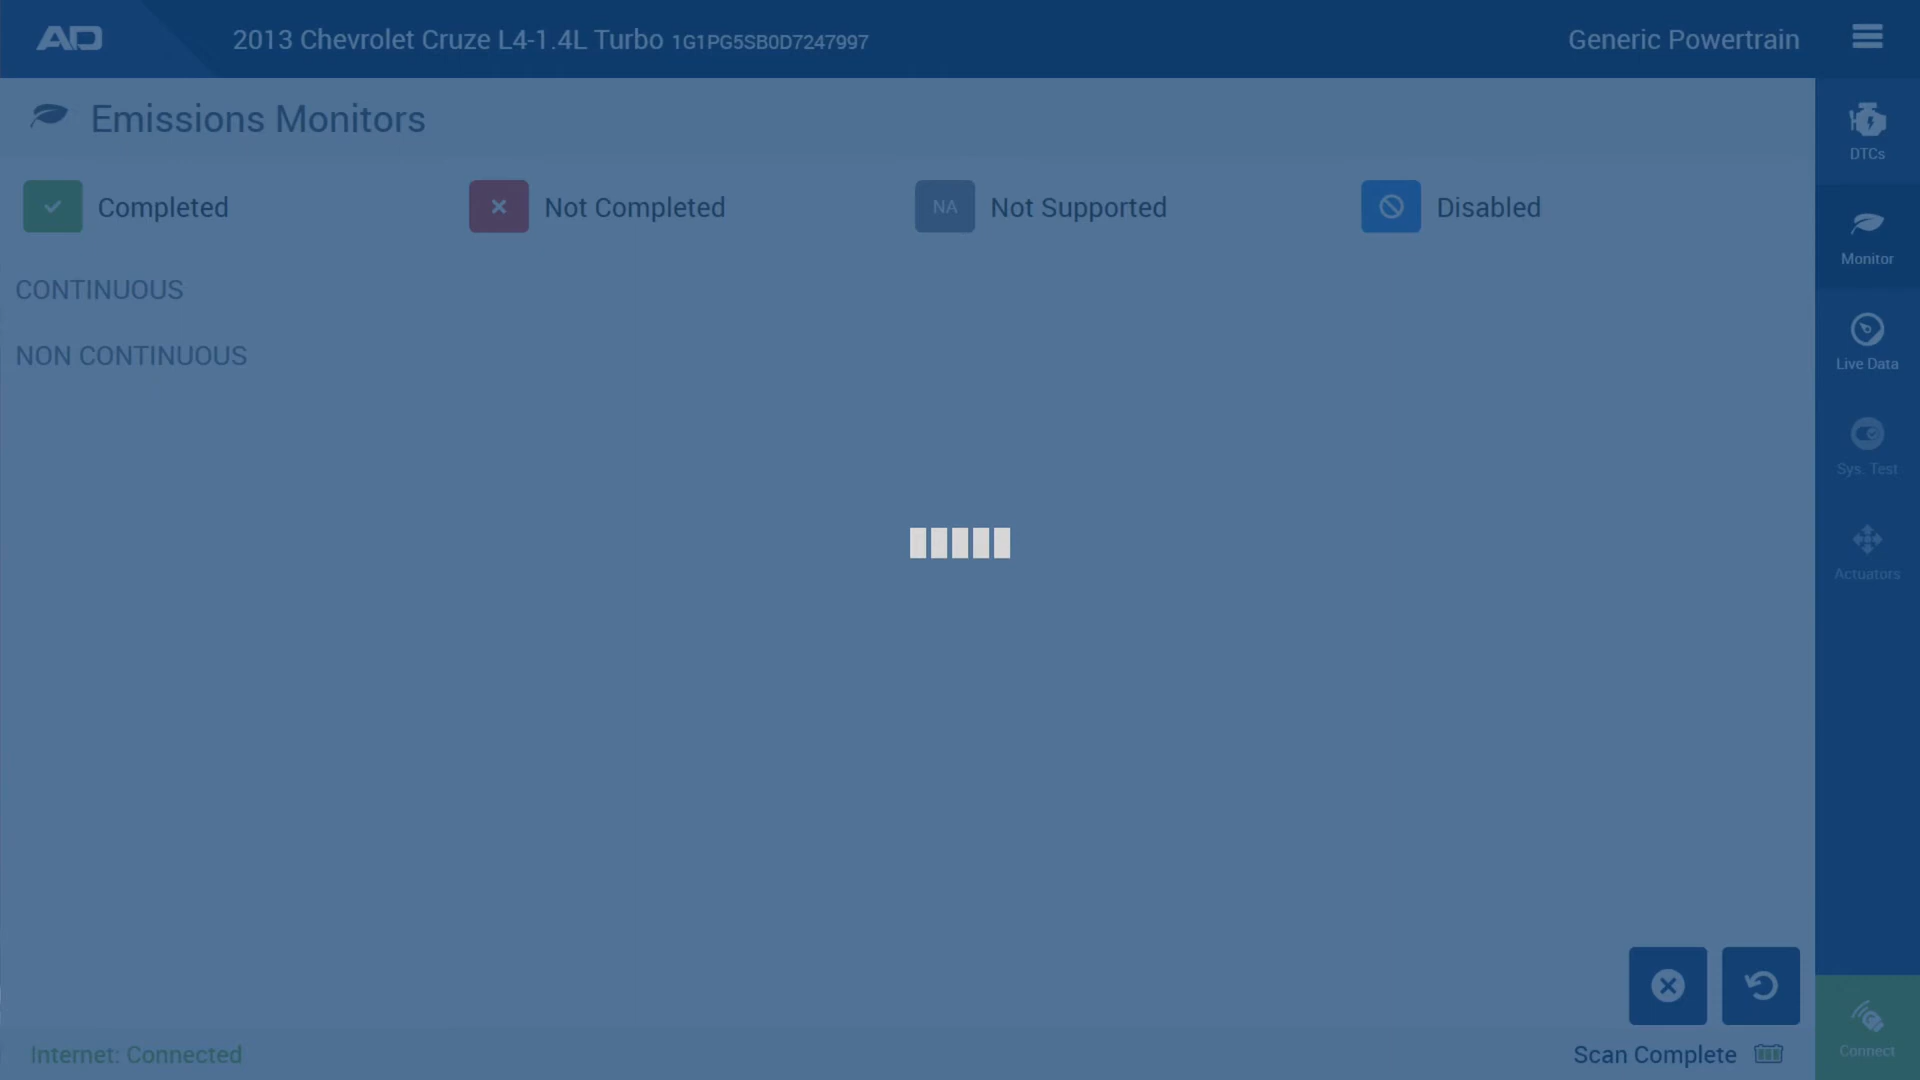 AD
2013 Chevrolet Cruze L4-1.4L Turbo 1G1PG5SB0D7247997
Generic Powertrain
Emissions Monitors
Completed
Not Completed
NA
Not Supported
Disabled
CONTINUOUS
NON CONTINUOUS
DTCs
Monitor
Live Data
Sys. Test
Actuators
Internet: Connected
Scan Complete
Connect